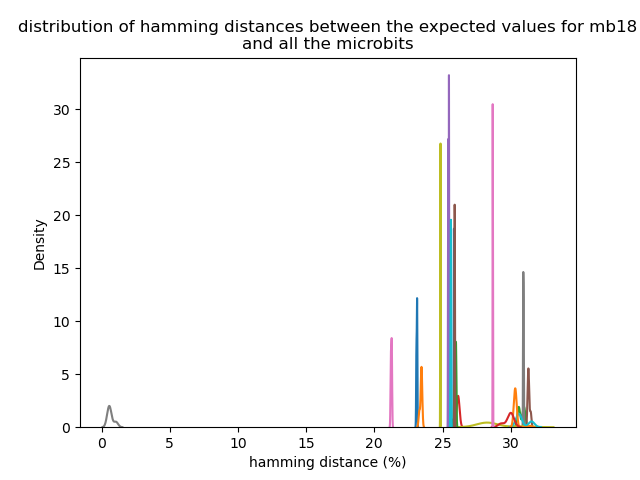 distribution of hamming distances between the expected values for mb18
and all the microbits
30
25
20
15
10
5
0
Density
0 5 10 15 20 25 30
hamming distance (%)